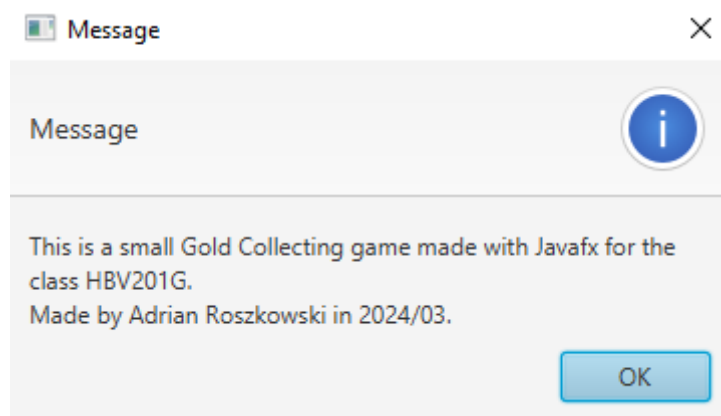 Message
Message
This is a small Gold Collecting game made with Javafx for the
class HBV201G.
Made by Adrian Roszkowski in 2024/03.
OK